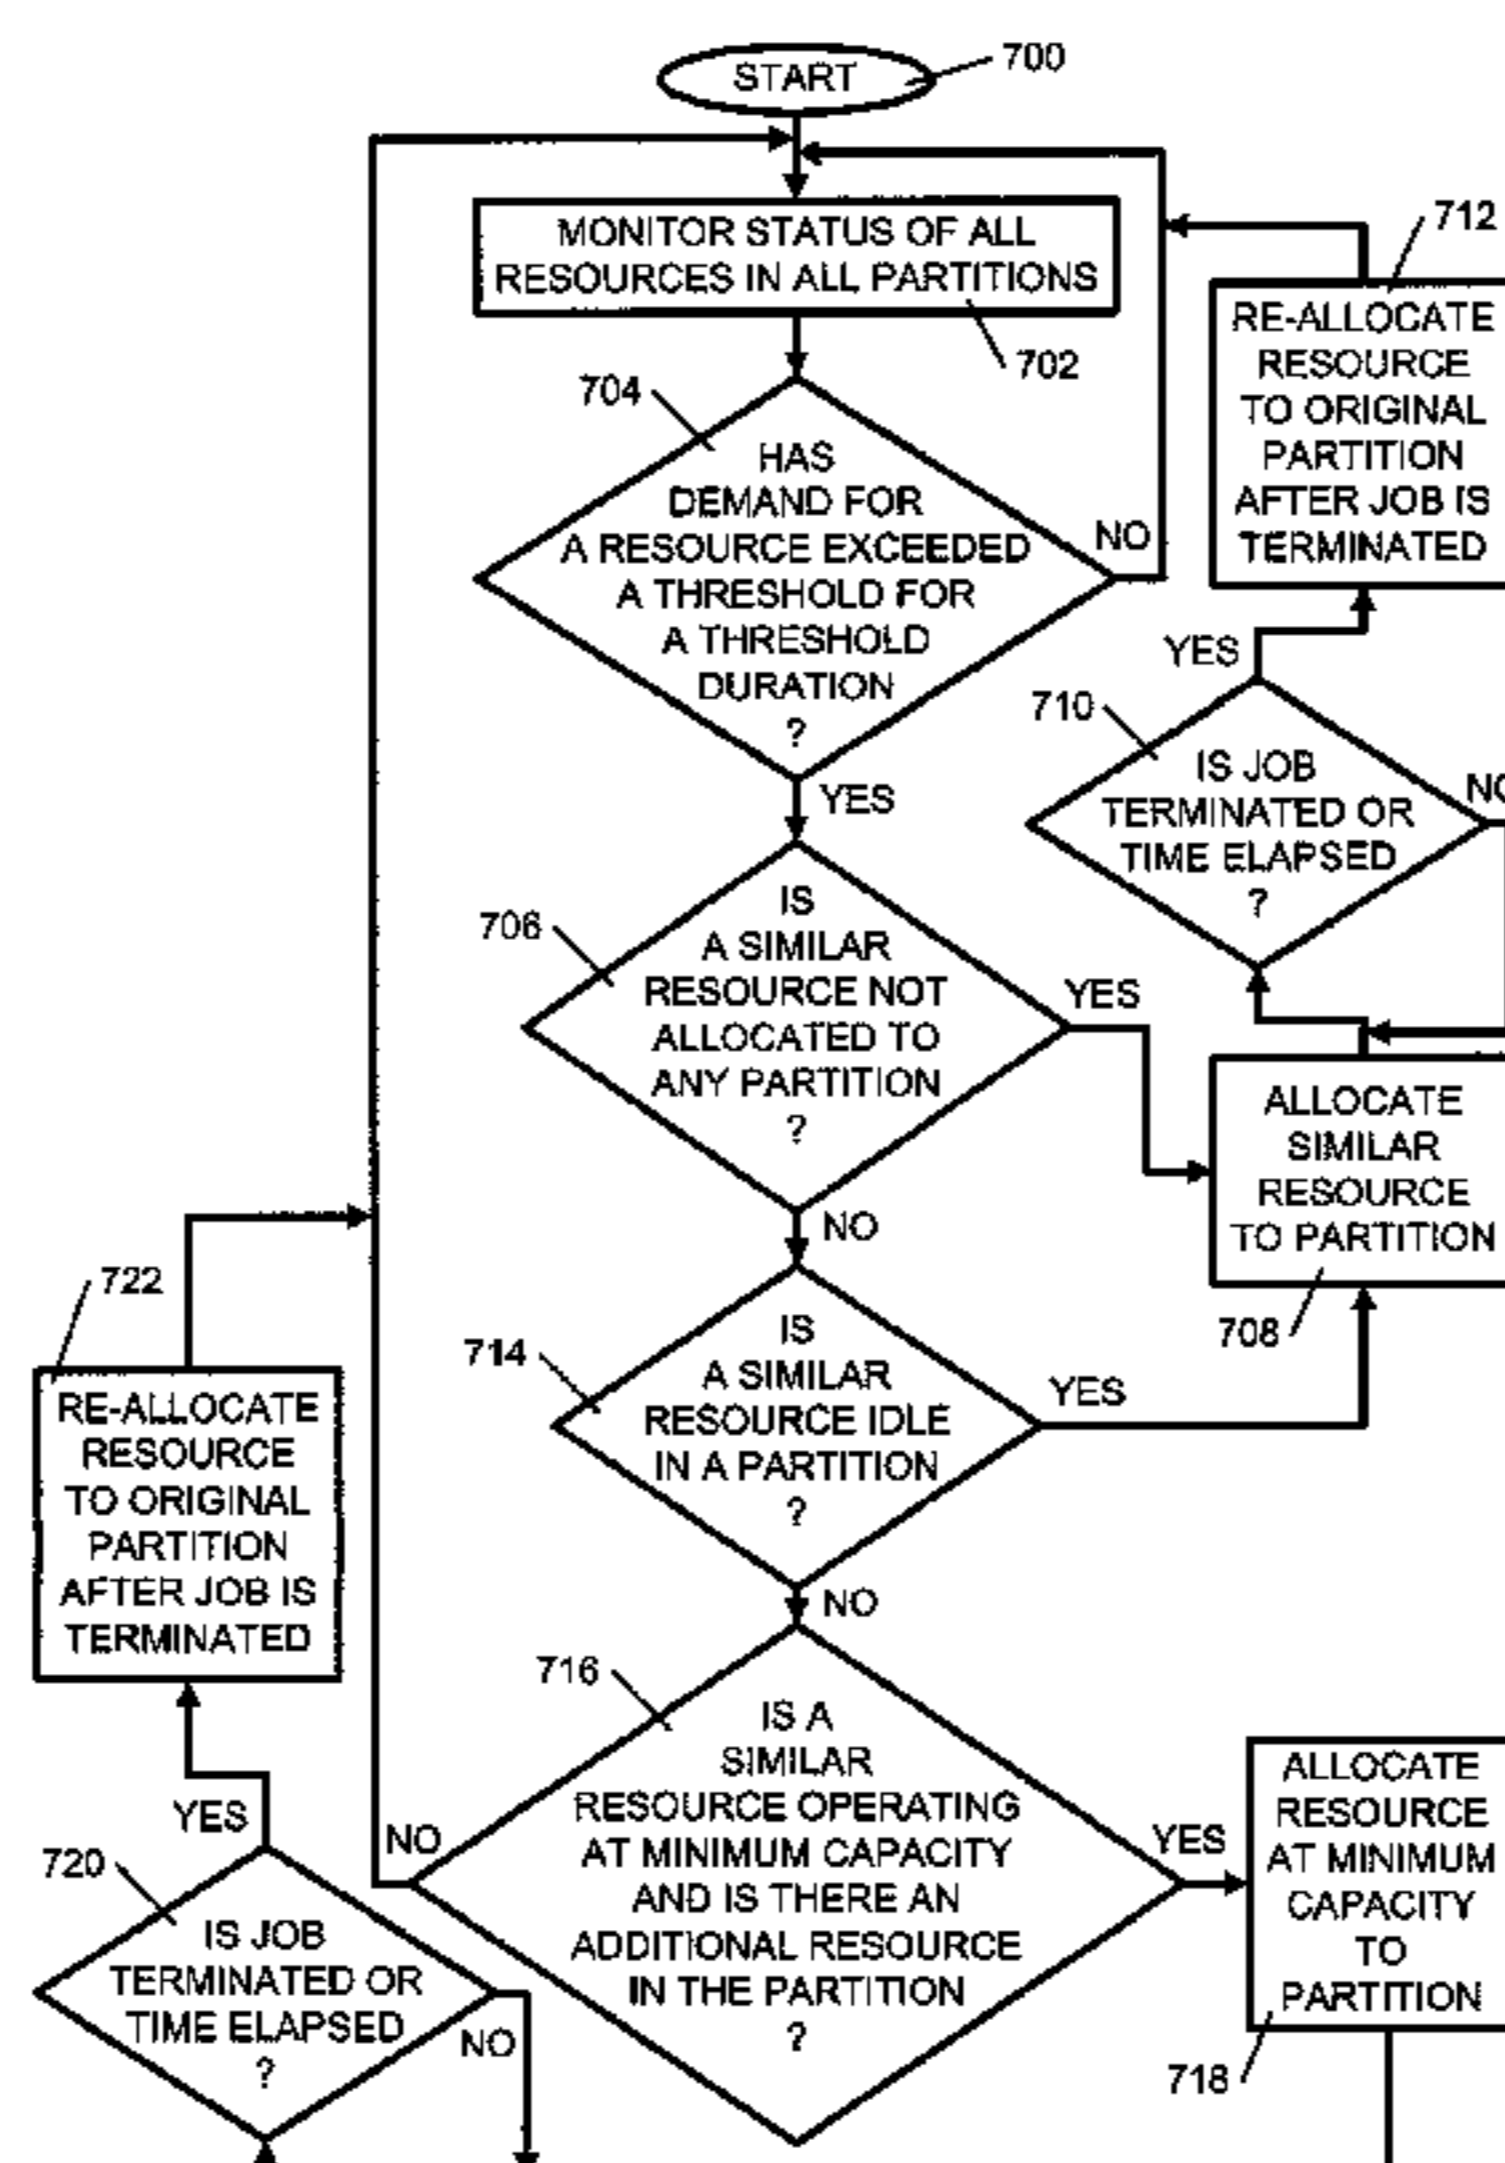 START
700
MONITOR STATUS OF ALL
RESOURCES IN ALL PARTITIONS
702
704
HAS
DEMAND FOR
A RESOURCE EXCEEDED
A THRESHOLD FOR
A THRESHOLD
DURATION
?
NO
YES
712
RE-ALLOCATE
RESOURCE
TO ORIGINAL
PARTITION
AFTER JOB IS
TERMINATED
YES
710
IS JOB
TERMINATED OR
TIME ELAPSED
?
706
IS
A SIMILAR
RESOURCE NOT
ALLOCATED TO
ANY PARTITION
?
YES
NO
ALLOCATE
SIMILAR
RESOURCE
TO PARTITION
708
714
IS
A SIMILAR
RESOURCE IDLE
IN A PARTITION
?
YES
NO
722
RE-ALLOCATE
RESOURCE
TO ORIGINAL
PARTITION
AFTER JOB IS
TERMINATED
716
IS A
SIMILAR
RESOURCE OPERATING
AT MINIMUM CAPACITY
AND IS THERE AN
ADDITIONAL RESOURCE
IN THE PARTITION
?
NO
YES
ALLOCATE
RESOURCE
AT MINIMUM
CAPACITY
TO
PARTITION
718
YES
720
IS JOB
TERMINATED OR
TIME ELAPSED
?
NO